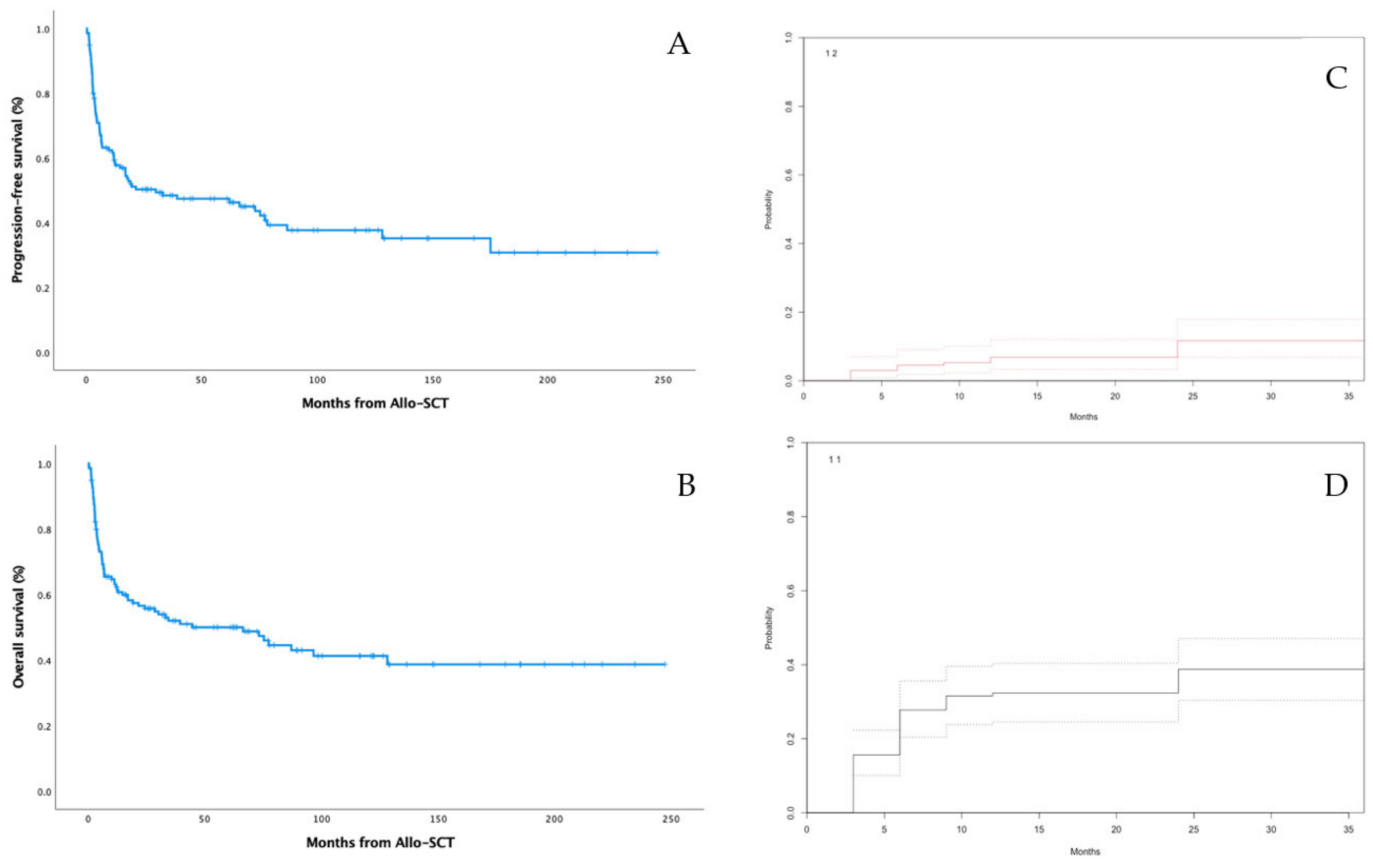 A
Progression-free survival (%)
1.0
0.8
0.6
0.4
0.2
0.0
0 50 100 150 200 250
Months from Allo-SCT
B
Overall survival (%)
1.0
0.8
0.6
0.4
0.2
0.0
0 50 100 150 200 250
Months from Allo-SCT
C
1 2
Probability
1.0
0.8
0.6
0.4
0.2
0.0
0 5 10 15 20 25 30 35
Months
D
1 1
Probability
1.0
0.8
0.6
0.4
0.2
0.0
0 5 10 15 20 25 30 35
Months